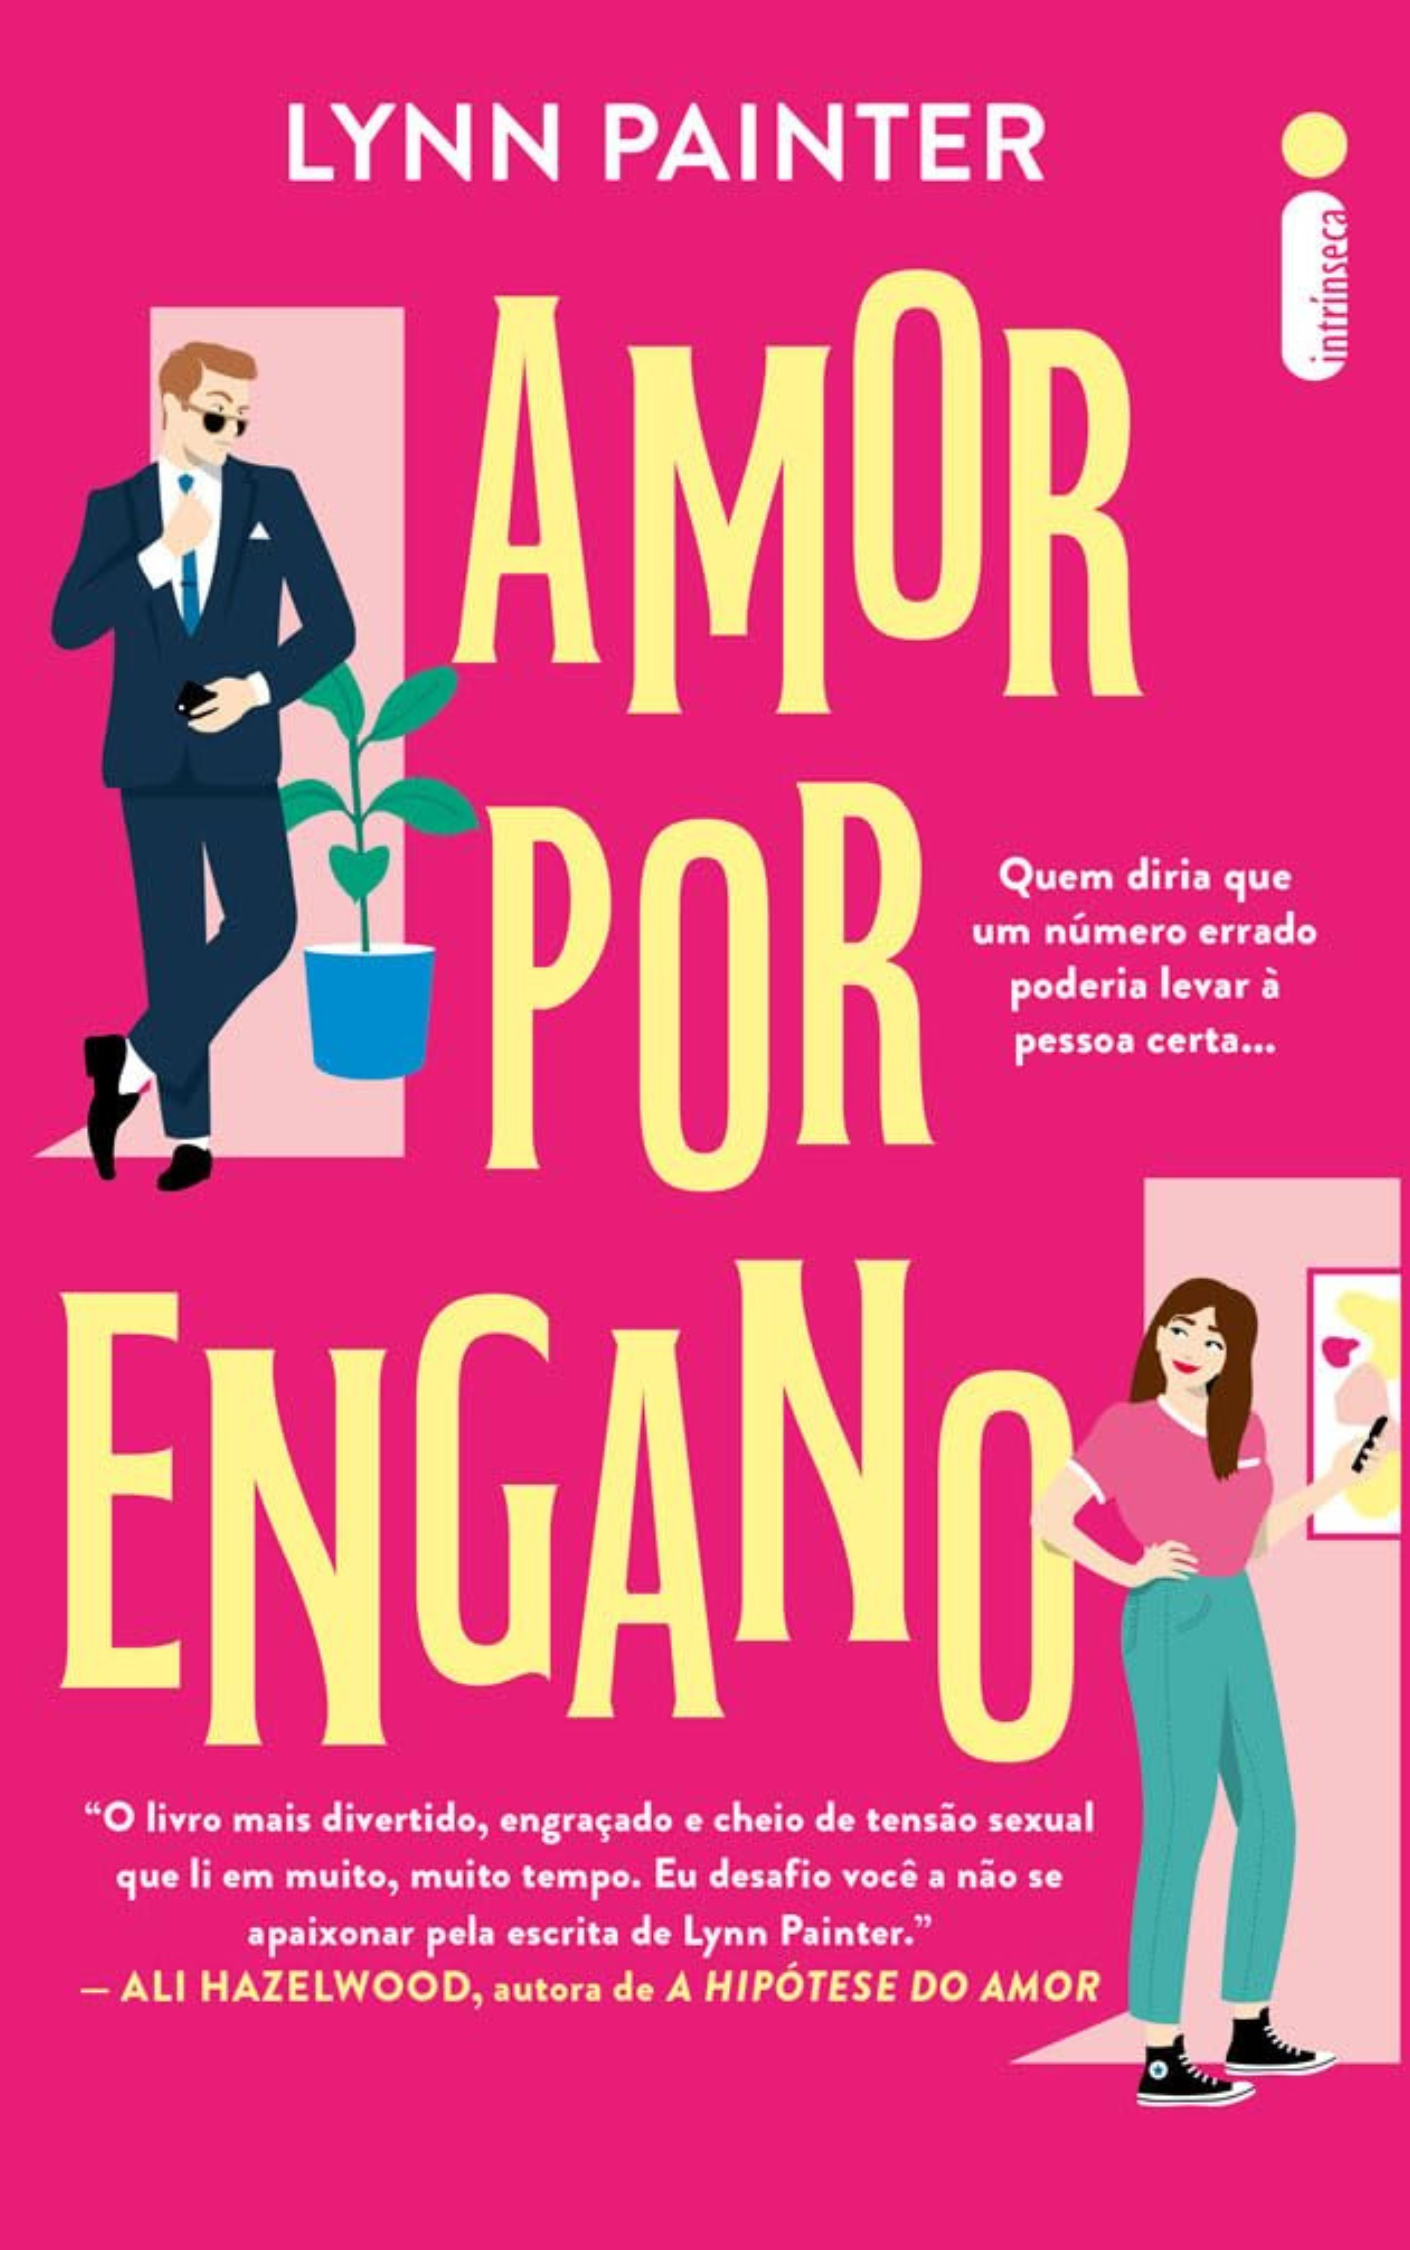 LYNN PAINTER
intrínseca
AMOR
POR
ENGANO
Quem diria que
um número errado
poderia levar à
pessoa certa...
“O livro mais divertido, engraçado e cheio de tensão sexual
que li em muito, muito tempo. Eu desafio você a não se
apaixonar pela escrita de Lynn Painter.”
— ALI HAZELWOOD, autora de A HIPÓTESE DO AMOR